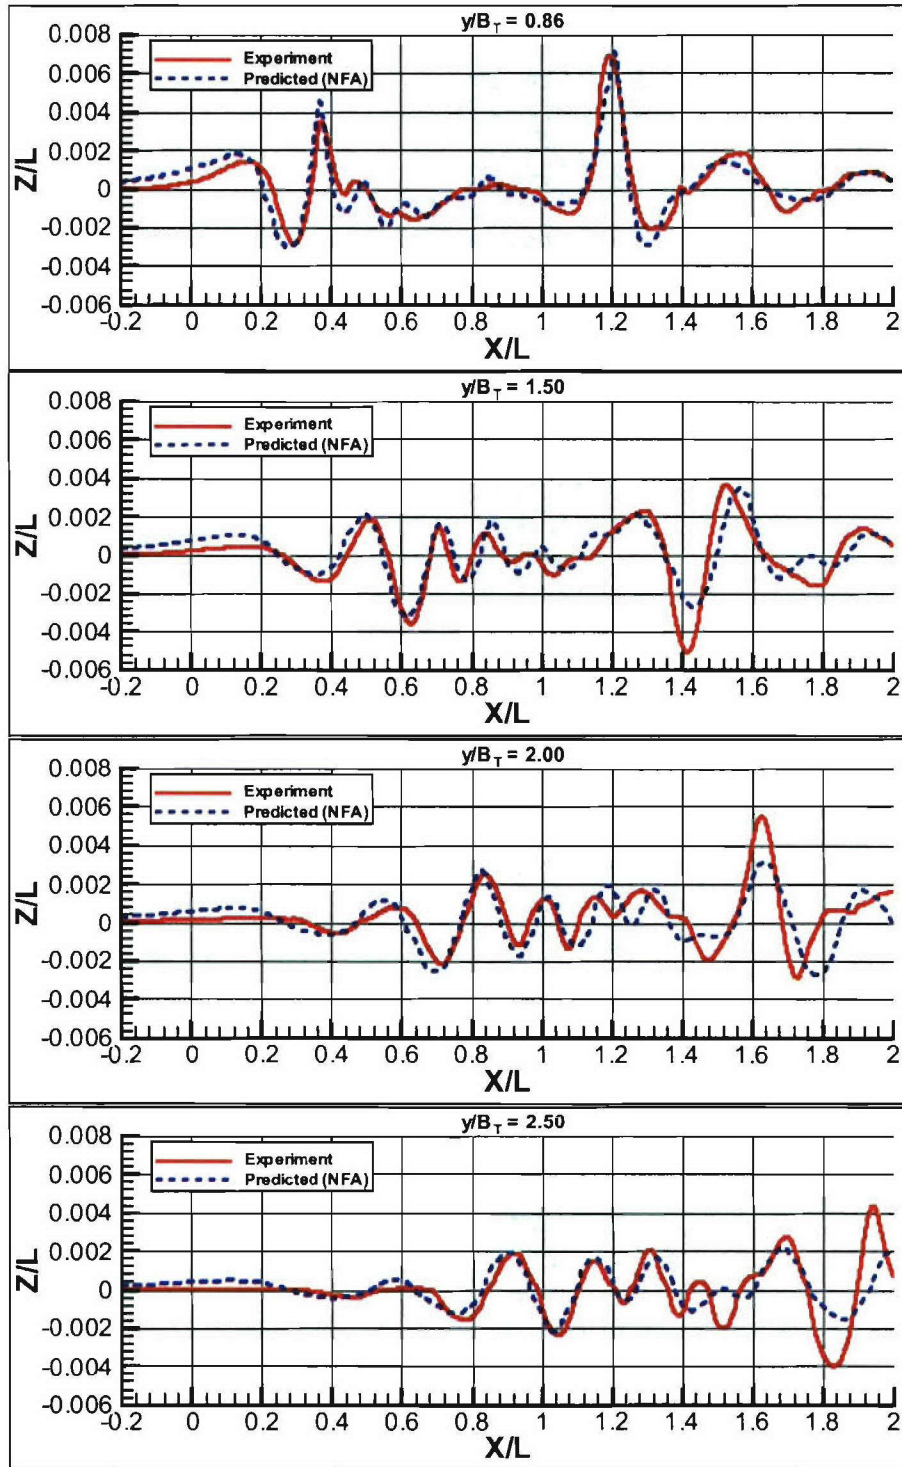 y/B_T = 0.86
0.008
0.006
0.004
0.002
0
-0.002
-0.004
-0.006
Z/L
Experiment
Predicted (NFA)
-0.2 0 0.2 0.4 0.6 0.8 1 1.2 1.4 1.6 1.8 2
X/L
y/B_T = 1.50
0.008
0.006
0.004
0.002
0
-0.002
-0.004
-0.006
Z/L
Experiment
Predicted (NFA)
-0.2 0 0.2 0.4 0.6 0.8 1 1.2 1.4 1.6 1.8 2
X/L
y/B_T = 2.00
0.008
0.006
0.004
0.002
0
-0.002
-0.004
-0.006
Z/L
Experiment
Predicted (NFA)
-0.2 0 0.2 0.4 0.6 0.8 1 1.2 1.4 1.6 1.8 2
X/L
y/B_T = 2.50
0.008
0.006
0.004
0.002
0
-0.002
-0.004
-0.006
Z/L
Experiment
Predicted (NFA)
-0.2 0 0.2 0.4 0.6 0.8 1 1.2 1.4 1.6 1.8 2
X/L